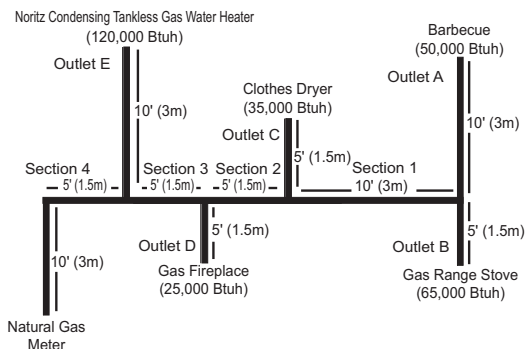 Noritz Condensing Tankless Gas Water Heater
(120,000 Btuh)
Outlet E
10' (3m)
Barbecue
(50,000 Btuh)
Outlet A
10' (3m)
Clothes Dryer
(35,000 Btuh)
Outlet C
5' (1.5m)
Section 4
5' (1.5m)
Section 3
5' (1.5m)
Section 2
5' (1.5m)
Section 1
10' (3m)
10' (3m)
Natural Gas
Meter
Outlet D
5' (1.5m)
Gas Fireplace
(25,000 Btuh)
Outlet B
5' (1.5m)
Gas Range Stove
(65,000 Btuh)